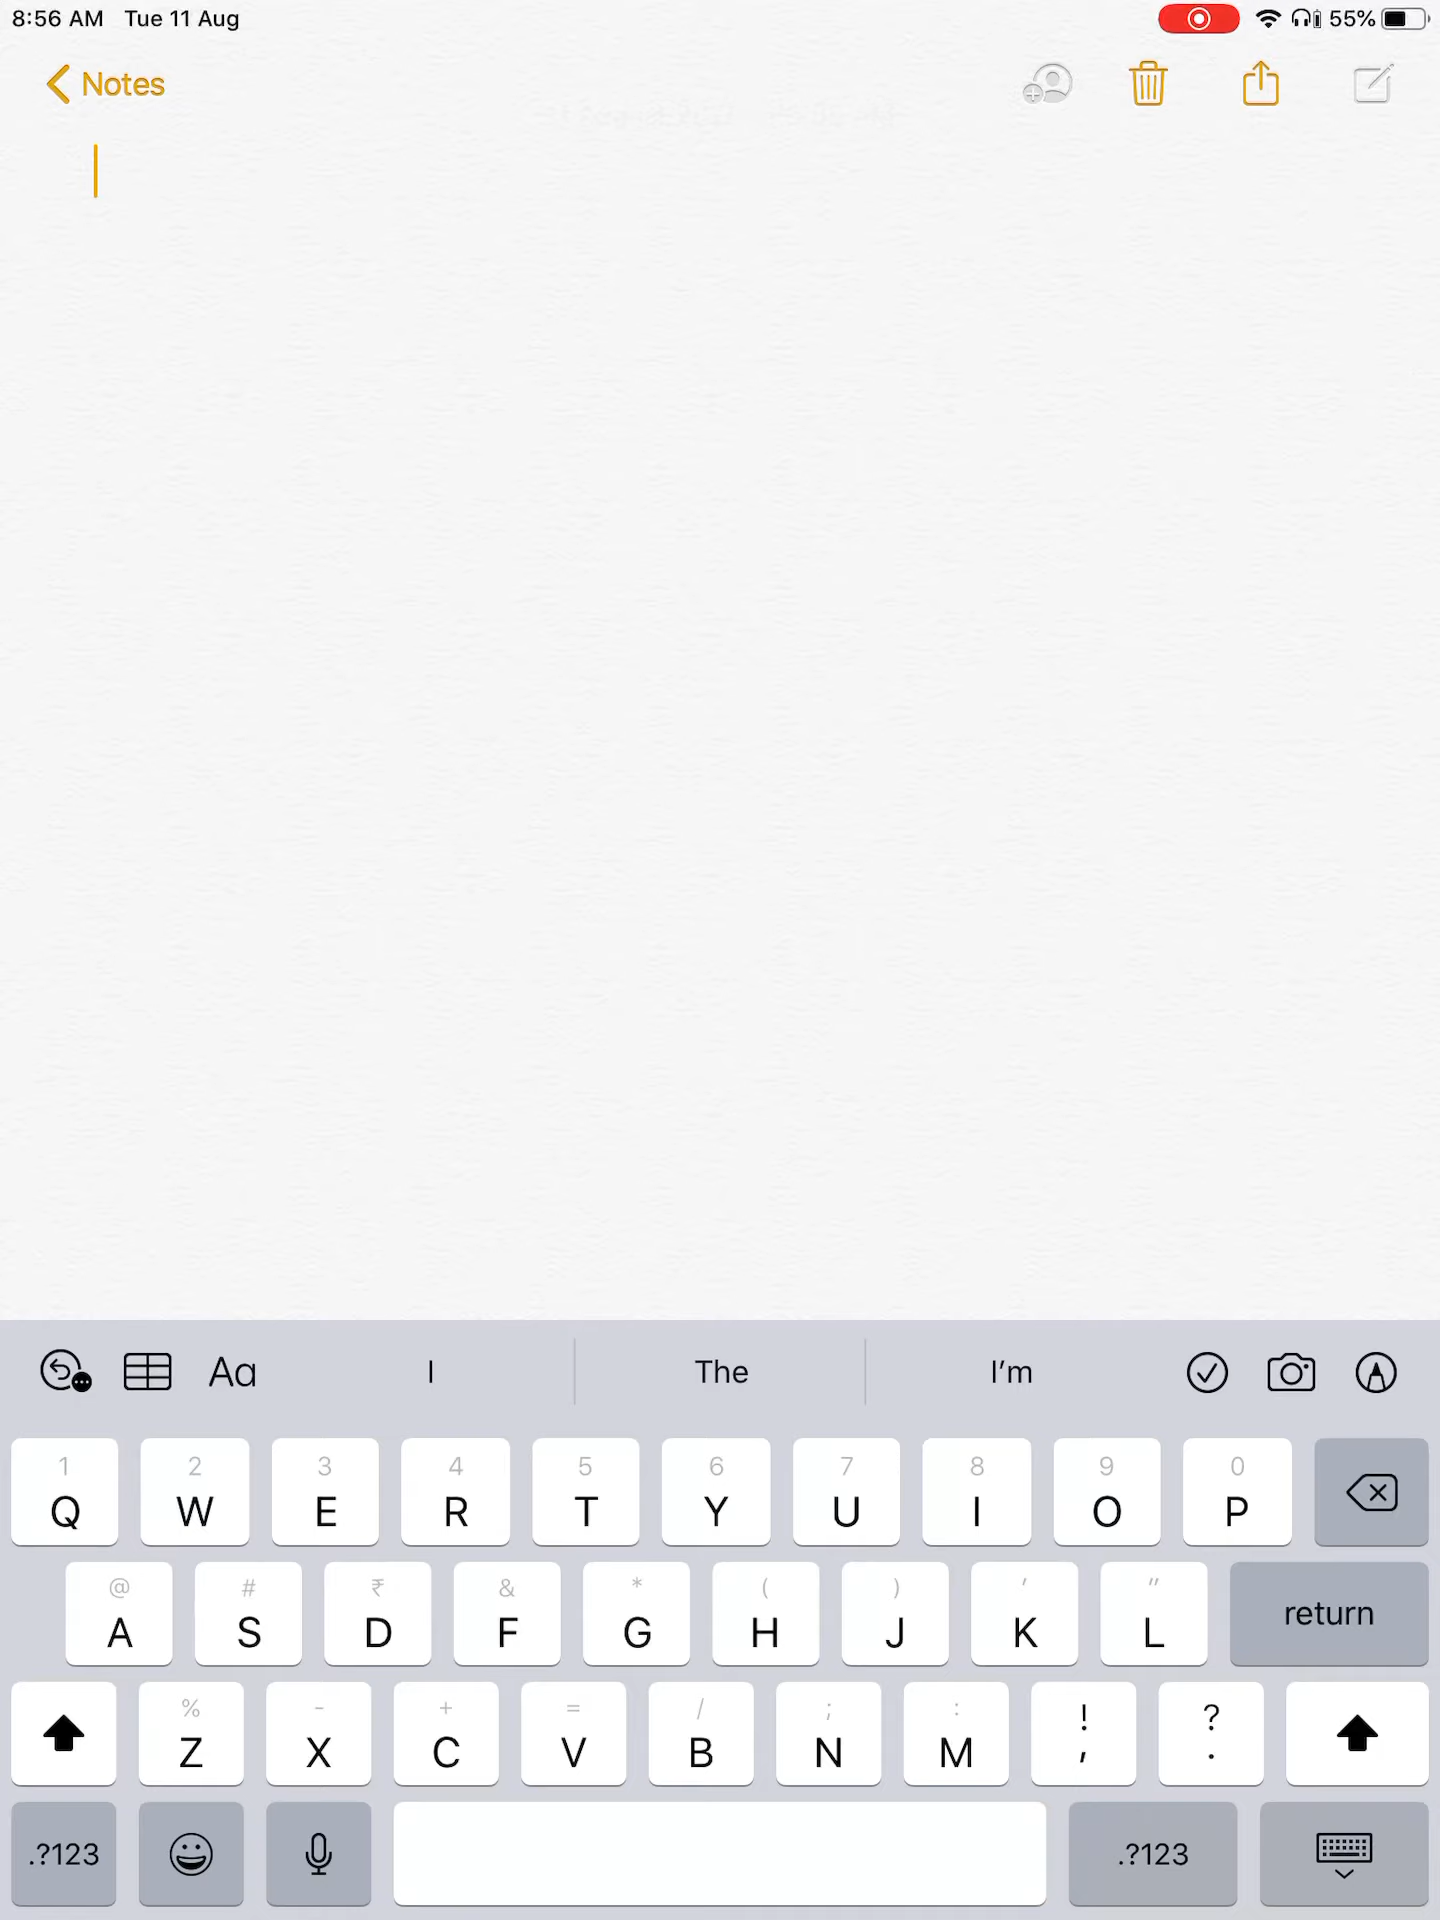 8:56 AM Tue 11 Aug 55%
Notes
Aa I The I'm
1 2 3 4 5 6 7 8 9 0
Q W E R T Y U I O P
@ # ₹ & * ( ) ' "
A S D F G H J K L return
% - + = / ; : ! ?
Z X C V B N M , .
.?123 .?123